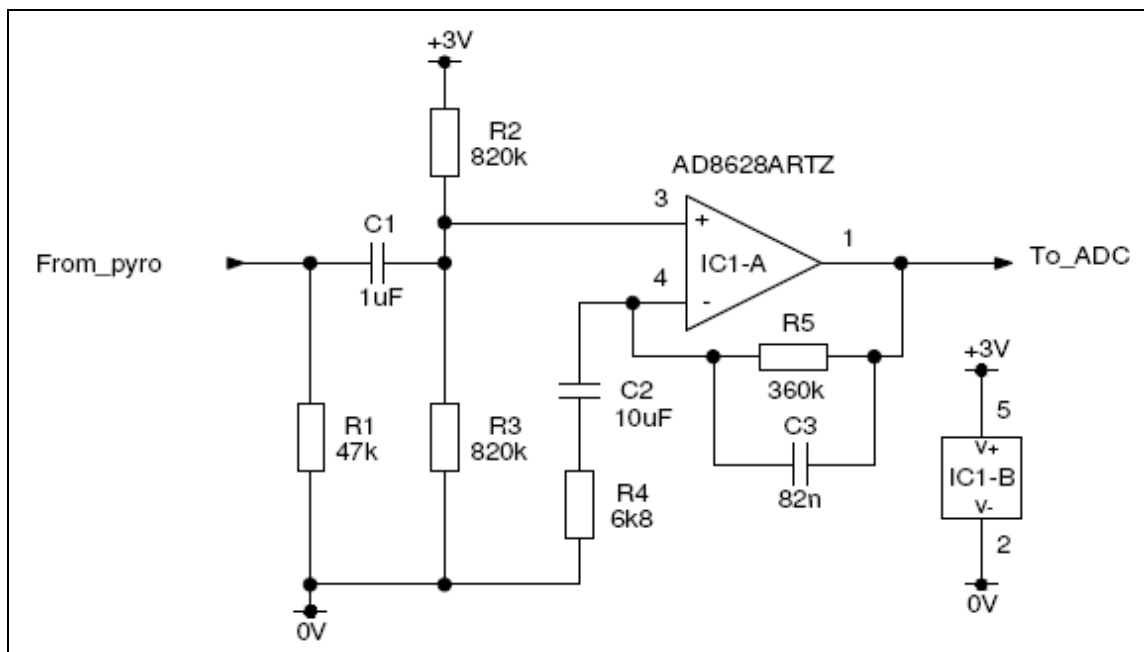 +3V
R2
820k
AD8628ARTZ
3
+
C1
1
From_pyro
IC1-A
To_ADC
1uF
4
-
R5
+3V
360k
C2
10uF
5
R1
47k
R3
820k
C3
V+
IC1-B
V-
82n
R4
6k8
2
0V
0V